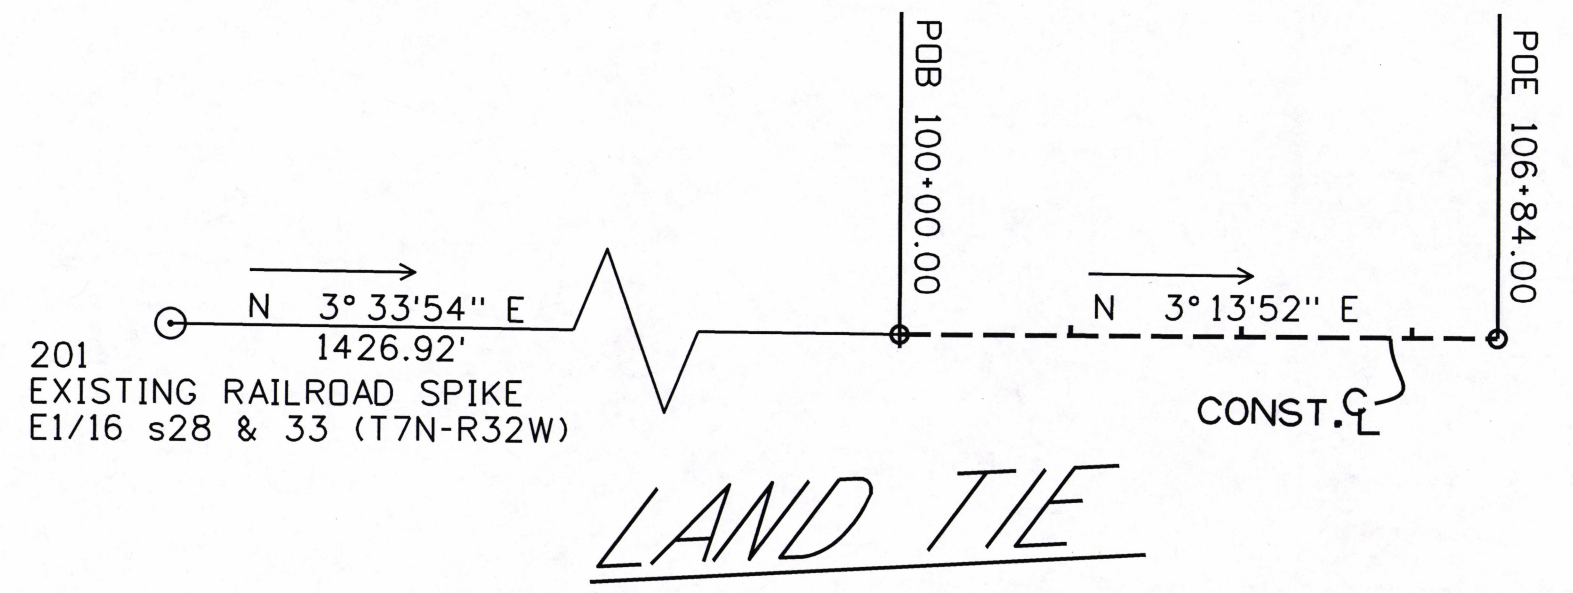 POB 100+00.00
POE 106+84.00
N 3° 33'54" E
1426.92'
N 3° 13'52" E
201
EXISTING RAILROAD SPIKE
E1/16 s28 & 33 (T7N-R32W)
CONST. ℄
LAND TIE